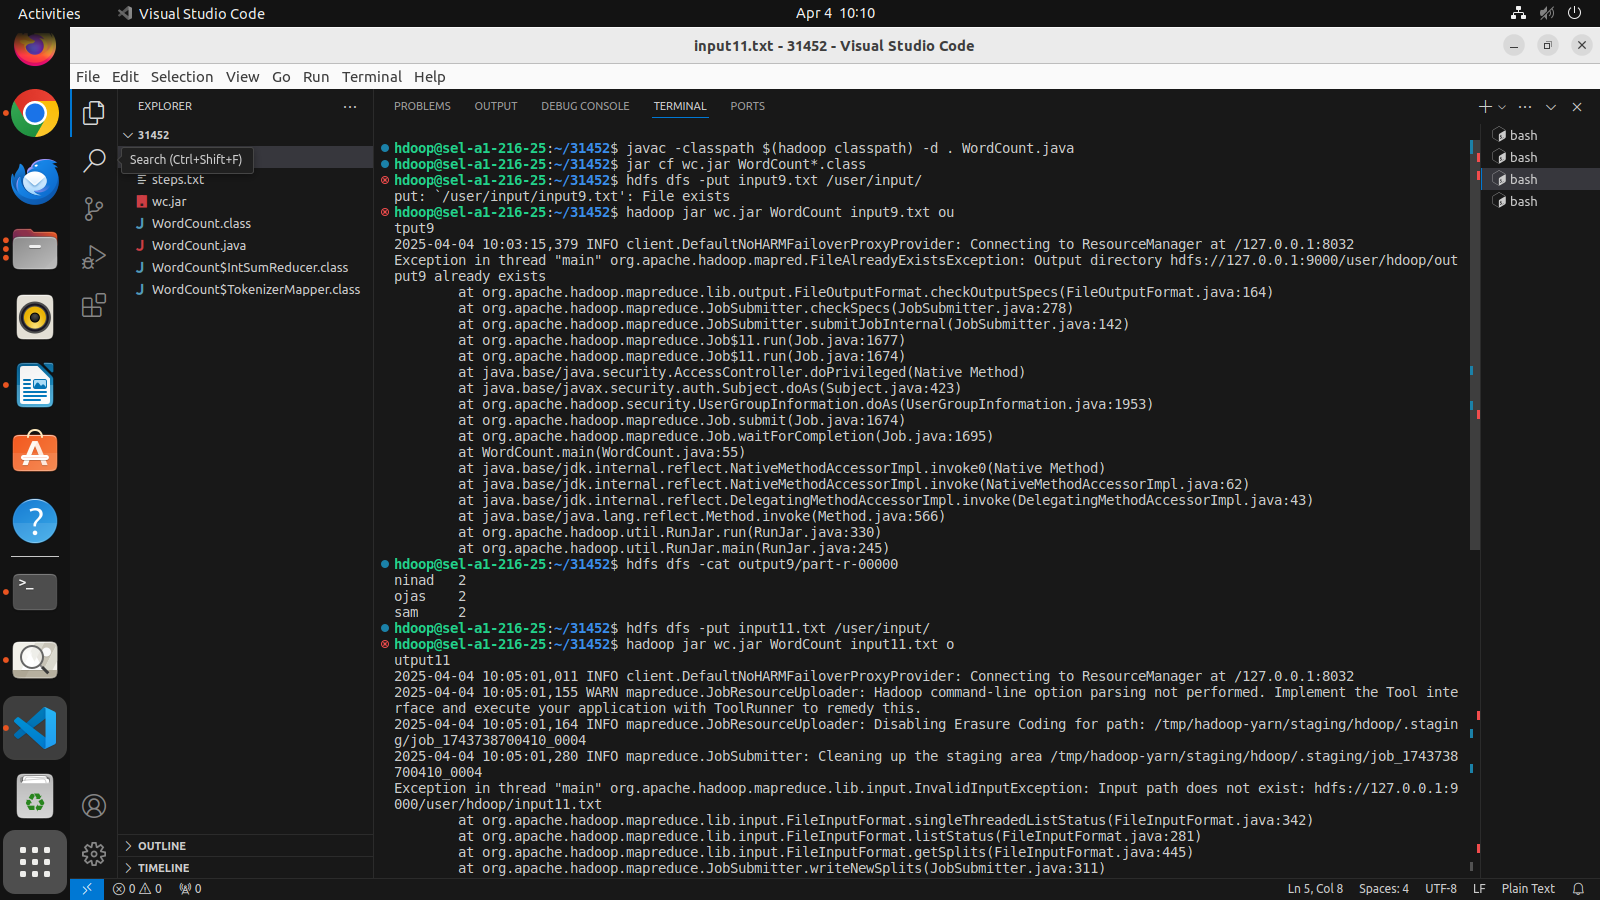 Activities
Visual Studio Code
Apr 4 10:10
input11.txt - 31452 - Visual Studio Code
File Edit Selection View Go Run Terminal Help
EXPLORER
31452
Search (Ctrl+Shift+F)
steps.txt
wc.jar
WordCount.class
WordCount.java
WordCount$IntSumReducer.class
WordCount$TokenizerMapper.class
OUTLINE
TIMELINE
PROBLEMS OUTPUT DEBUG CONSOLE TERMINAL PORTS
hdoop@sel-a1-216-25:~/31452$ javac -classpath $(hadoop classpath) -d . WordCount.java
hdoop@sel-a1-216-25:~/31452$ jar cf wc.jar WordCount*.class
hdoop@sel-a1-216-25:~/31452$ hdfs dfs -put input9.txt /user/input/
put: `/user/input/input9.txt': File exists
hdoop@sel-a1-216-25:~/31452$ hadoop jar wc.jar WordCount input9.txt ou
tput9
2025-04-04 10:03:15,379 INFO client.DefaultNoHARMFailoverProxyProvider: Connecting to ResourceManager at /127.0.0.1:8032
Exception in thread "main" org.apache.hadoop.mapred.FileAlreadyExistsException: Output directory hdfs://127.0.0.1:9000/user/hdoop/out
put9 already exists
at org.apache.hadoop.mapreduce.lib.output.FileOutputFormat.checkOutputSpecs(FileOutputFormat.java:164)
at org.apache.hadoop.mapreduce.JobSubmitter.checkSpecs(JobSubmitter.java:278)
at org.apache.hadoop.mapreduce.JobSubmitter.submitJobInternal(JobSubmitter.java:142)
at org.apache.hadoop.mapreduce.Job$11.run(Job.java:1677)
at org.apache.hadoop.mapreduce.Job$11.run(Job.java:1674)
at java.base/java.security.AccessController.doPrivileged(Native Method)
at java.base/javax.security.auth.Subject.doAs(Subject.java:423)
at org.apache.hadoop.security.UserGroupInformation.doAs(UserGroupInformation.java:1953)
at org.apache.hadoop.mapreduce.Job.submit(Job.java:1674)
at org.apache.hadoop.mapreduce.Job.waitForCompletion(Job.java:1695)
at WordCount.main(WordCount.java:55)
at java.base/jdk.internal.reflect.NativeMethodAccessorImpl.invoke0(Native Method)
at java.base/jdk.internal.reflect.NativeMethodAccessorImpl.invoke(NativeMethodAccessorImpl.java:62)
at java.base/jdk.internal.reflect.DelegatingMethodAccessorImpl.invoke(DelegatingMethodAccessorImpl.java:43)
at java.base/java.lang.reflect.Method.invoke(Method.java:566)
at org.apache.hadoop.util.RunJar.run(RunJar.java:330)
at org.apache.hadoop.util.RunJar.main(RunJar.java:245)
hdoop@sel-a1-216-25:~/31452$ hdfs dfs -cat output9/part-r-00000
ninad 2
ojas 2
sam 2
hdoop@sel-a1-216-25:~/31452$ hdfs dfs -put input11.txt /user/input/
hdoop@sel-a1-216-25:~/31452$ hadoop jar wc.jar WordCount input11.txt o
utput11
2025-04-04 10:05:01,011 INFO client.DefaultNoHARMFailoverProxyProvider: Connecting to ResourceManager at /127.0.0.1:8032
2025-04-04 10:05:01,155 WARN mapreduce.JobResourceUploader: Hadoop command-line option parsing not performed. Implement the Tool inte
rface and execute your application with ToolRunner to remedy this.
2025-04-04 10:05:01,164 INFO mapreduce.JobResourceUploader: Disabling Erasure Coding for path: /tmp/hadoop-yarn/staging/hdoop/.stagin
g/job_1743738700410_0004
2025-04-04 10:05:01,280 INFO mapreduce.JobSubmitter: Cleaning up the staging area /tmp/hadoop-yarn/staging/hdoop/.staging/job_1743738
700410_0004
Exception in thread "main" org.apache.hadoop.mapreduce.lib.input.InvalidInputException: Input path does not exist: hdfs://127.0.0.1:9
000/user/hdoop/input11.txt
at org.apache.hadoop.mapreduce.lib.input.FileInputFormat.singleThreadedListStatus(FileInputFormat.java:342)
at org.apache.hadoop.mapreduce.lib.input.FileInputFormat.listStatus(FileInputFormat.java:281)
at org.apache.hadoop.mapreduce.lib.input.FileInputFormat.getSplits(FileInputFormat.java:445)
at org.apache.hadoop.mapreduce.JobSubmitter.writeNewSplits(JobSubmitter.java:311)
bash
bash
bash
bash
0 0 0
Ln 5, Col 8 Spaces: 4 UTF-8 LF Plain Text